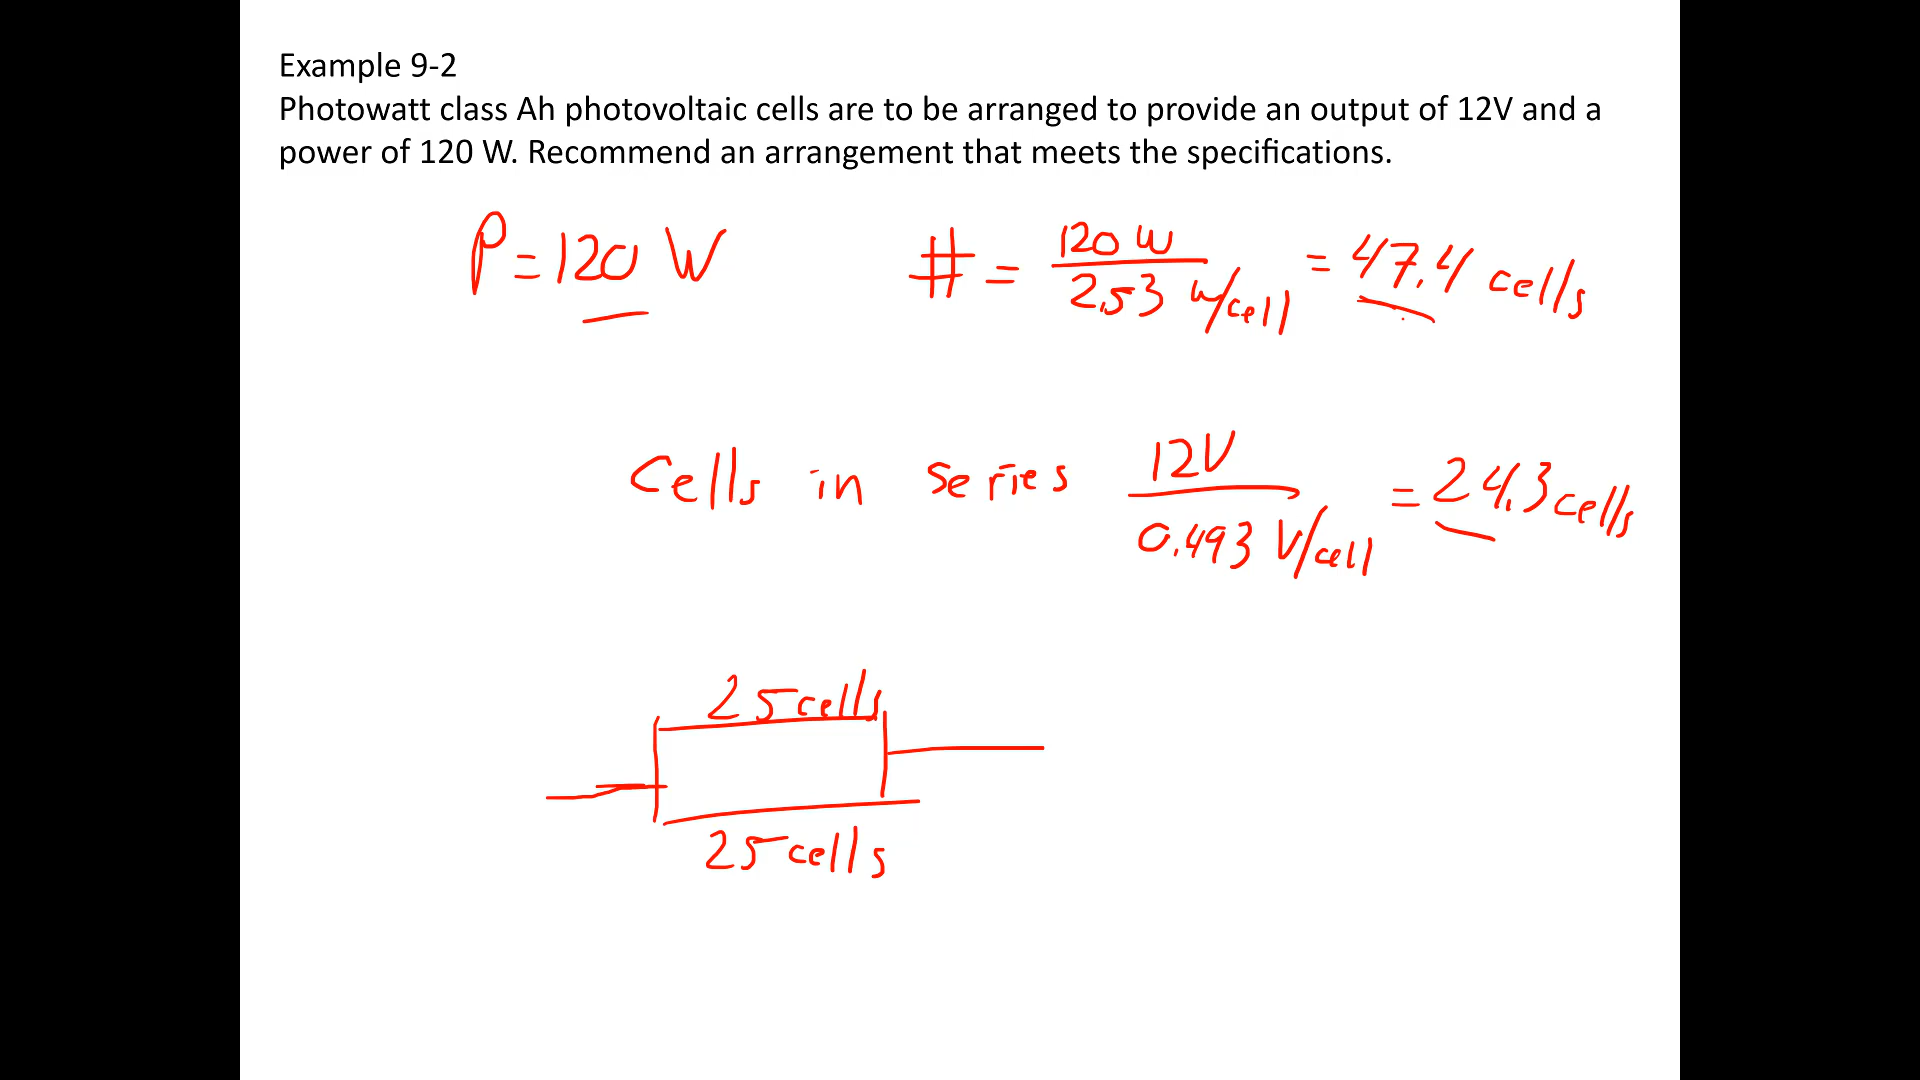 Example 9-2
Photowatt class Ah photovoltaic cells are to be arranged to provide an output of 12V and a
power of 120 W. Recommend an arrangement that meets the specifications.
P = 120 W
# = 120 W / 2.53 W/cell = 47.4 cells
Cells in series 12V / 0.493 V/cell = 24.3 cells
25 cells
25 cells